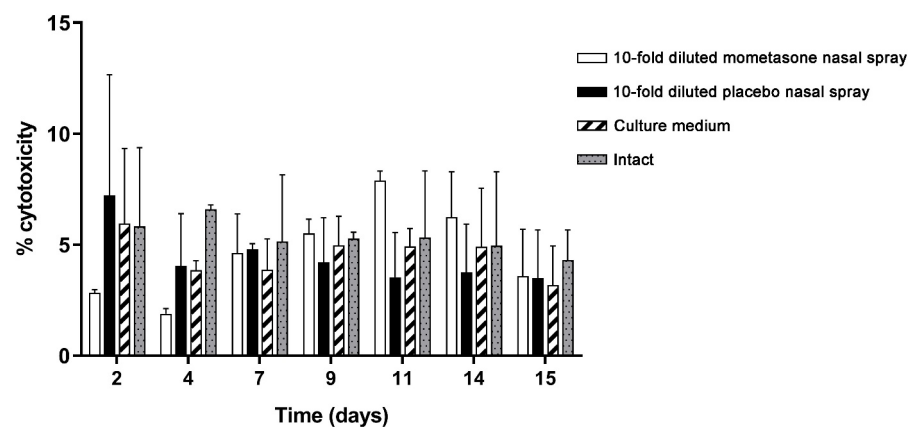 15
10
5
0
% cytotoxicity
2 4 7 9 11 14 15
Time (days)
10-fold diluted mometasone nasal spray
10-fold diluted placebo nasal spray
Culture medium
Intact